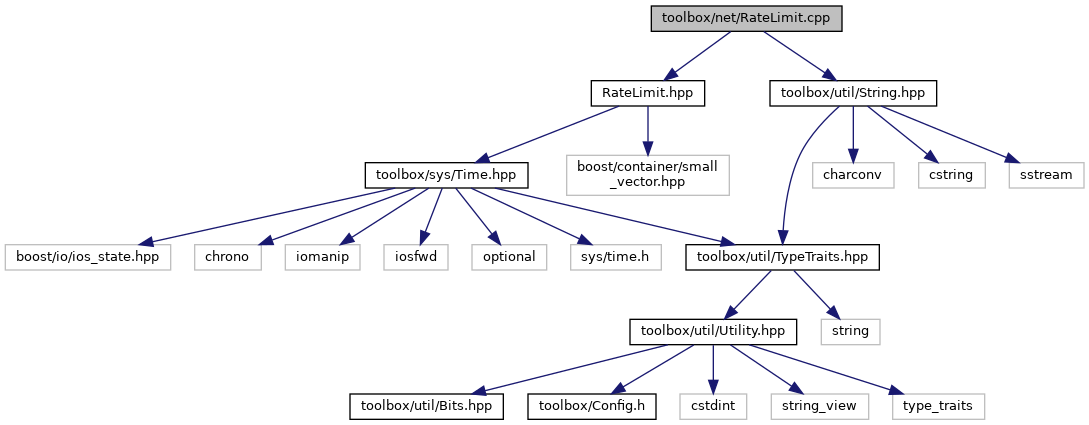 toolbox/net/RateLimit.cpp
RateLimit.hpp
toolbox/util/String.hpp
toolbox/sys/Time.hpp
boost/container/small
_vector.hpp
charconv
cstring
sstream
boost/io/ios_state.hpp
chrono
iomanip
iosfwd
optional
sys/time.h
toolbox/util/TypeTraits.hpp
toolbox/util/Utility.hpp
string
toolbox/util/Bits.hpp
toolbox/Config.h
cstdint
string_view
type_traits